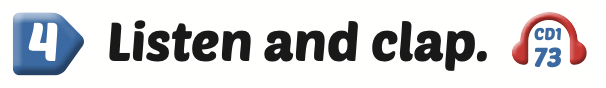 4 Listen and clap. CD1
73